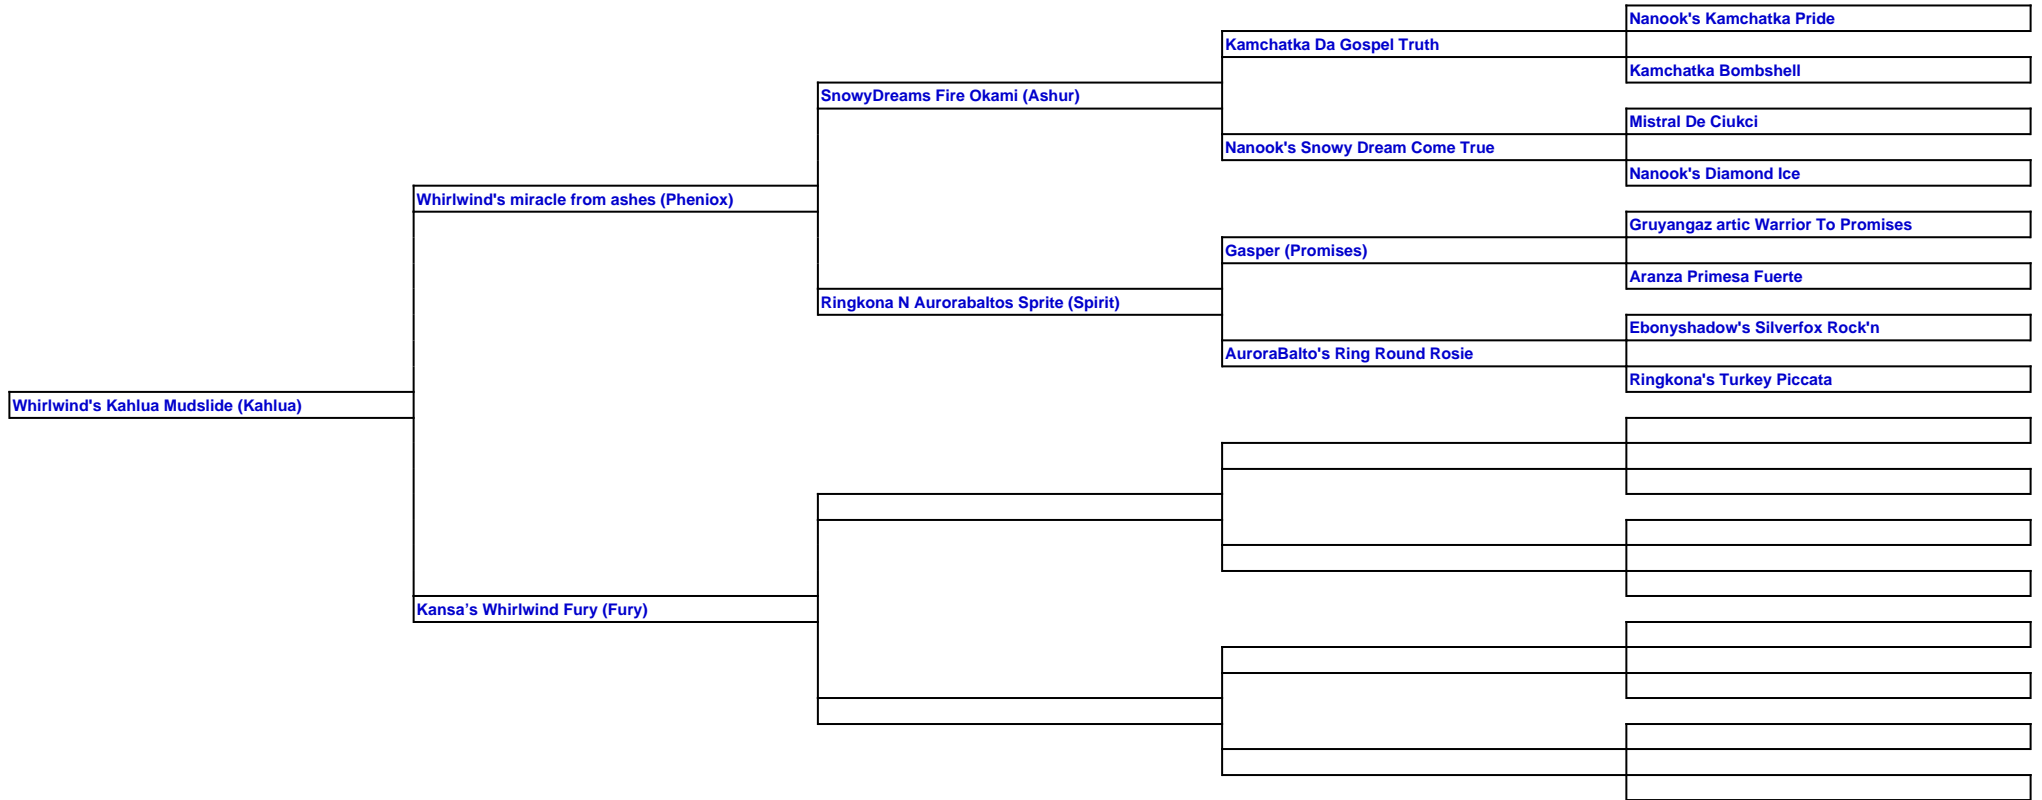 Nanook's Kamchatka Pride
Kamchatka Da Gospel Truth
Kamchatka Bombshell
SnowyDreams Fire Okami (Ashur)
Mistral De Ciukci
Nanook's Snowy Dream Come True
Nanook's Diamond Ice
Whirlwind's miracle from ashes (Pheniox)
Gruyangaz artic Warrior To Promises
Gasper (Promises)
Aranza Primesa Fuerte
Ringkona N Aurorabaltos Sprite (Spirit)
Ebonyshadow's Silverfox Rock'n
AuroraBalto's Ring Round Rosie
Ringkona's Turkey Piccata
Whirlwind's Kahlua Mudslide (Kahlua)
Kansa’s Whirlwind Fury (Fury)